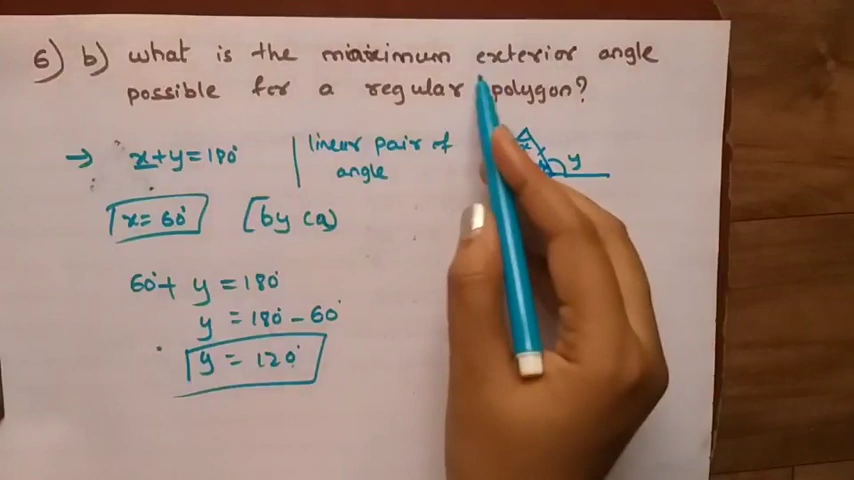 6) b) what is the maximum exterior angle
possible for a regular polygon?
→ x+y=180° | linear pair of
angle
x y
x=60° [by (a)
60°+ y = 180°
y = 180° - 60°
y = 120°